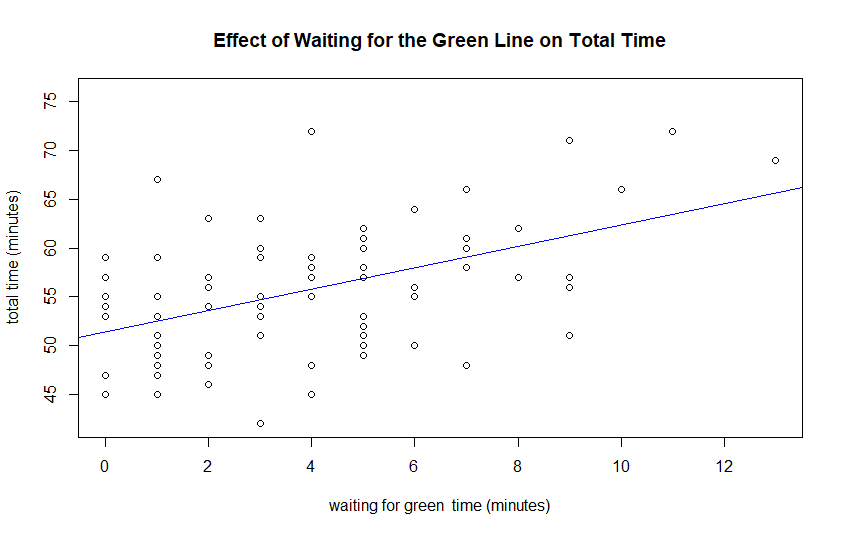 Effect of Waiting for the Green Line on Total Time
total time (minutes)
75
70
65
60
55
50
45
0 2 4 6 8 10 12
waiting for green time (minutes)